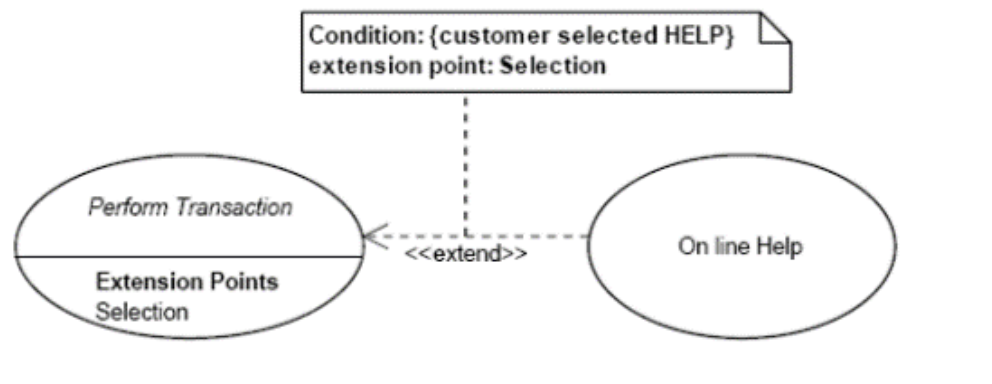 Condition: {customer selected HELP}
extension point: Selection
Perform Transaction
<<extend>>
On line Help
Extension Points
Selection